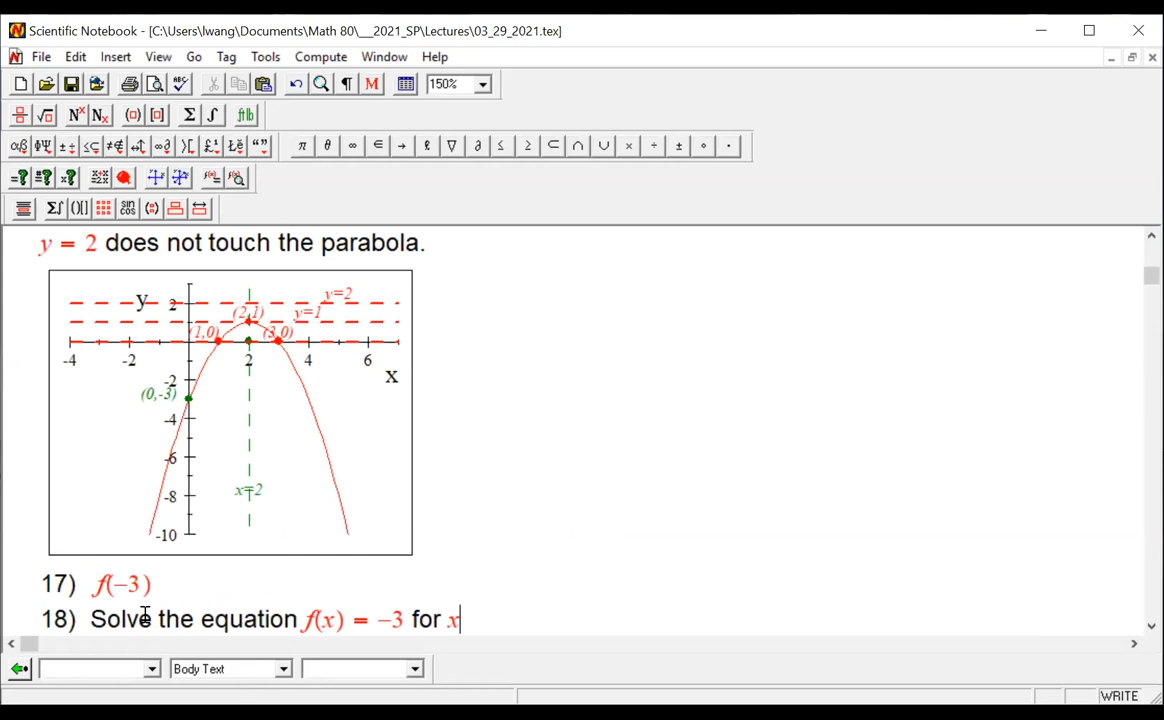 Scientific Notebook - [C:\Users\lwang\Documents\Math 80\__2021_SP\Lectures\03_29_2021.tex]
File Edit Insert View Go Tag Tools Compute Window Help
150%
π θ ∞ ∈ → ℓ ∇ ∂ ≤ ≥ ⊂ ∩ ∪ × ÷ ± ∘ ·
y = 2 does not touch the parabola.
y 2 y=2
(2,1) y=1
(1,0) (3,0)
-4 -2 2 4 6
x
-2
(0,-3)
-4
-6
-8 x=2
-10
17) f(−3)
18) Solve the equation f(x) = −3 for x
Body Text
WRITE